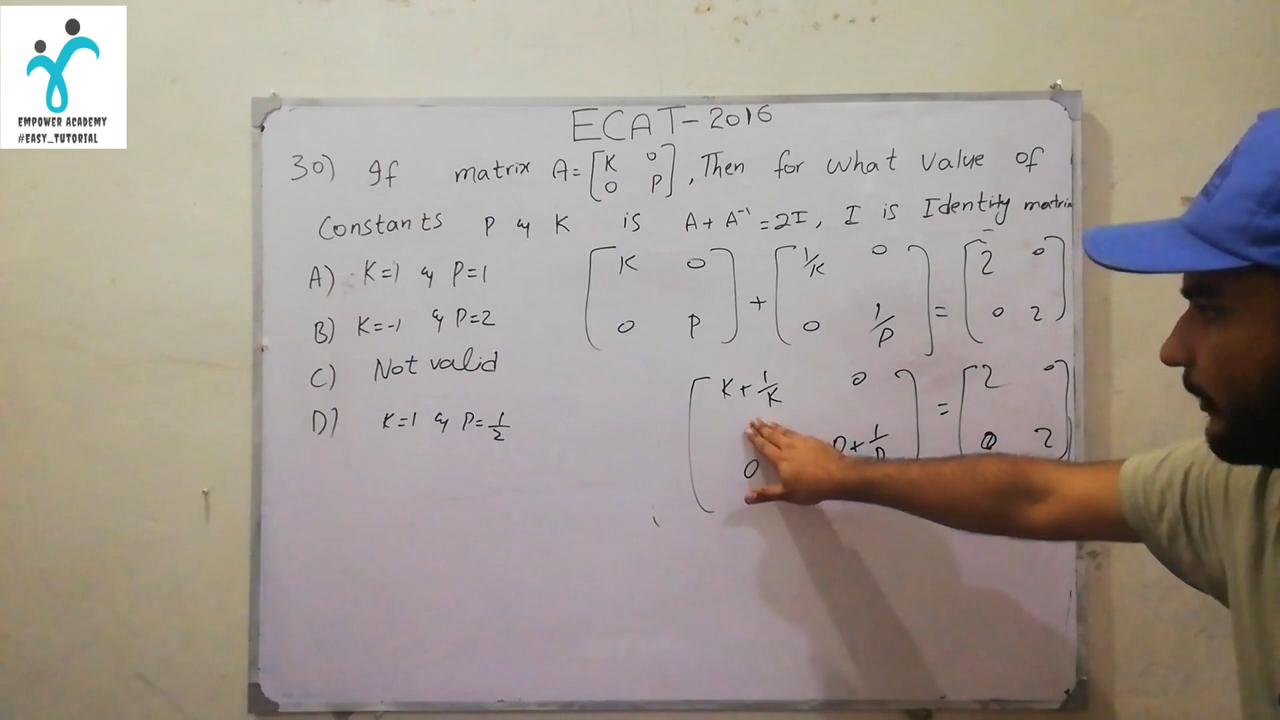 EMPOWER ACADEMY
#EASY_TUTORIAL
ECAT-2016
30) If matrix A = [K 0
0 P], Then for what value of
Constants P & K is A + A⁻¹ = 2I, I is Identity matrix
A) K=1 & P=1
B) K=-1 & P=2
C) Not valid
D) K=1 & P=1/2
[K 0
0 P] + [1/K 0
0 1/P] = [2 0
0 2]
[K+1/K 0
0 P+1/P] = [2 0
0 2]